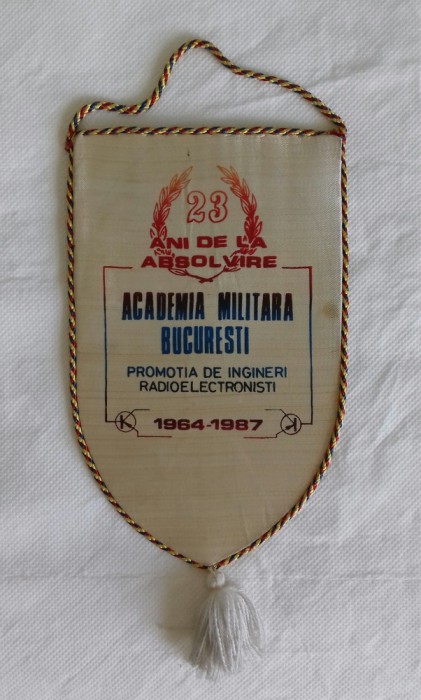 23
ANI DE LA
ABSOLVIRE
ACADEMIA MILITARA
BUCURESTI
PROMOTIA DE INGINERI
RADIOELECTRONISTI
1964-1987